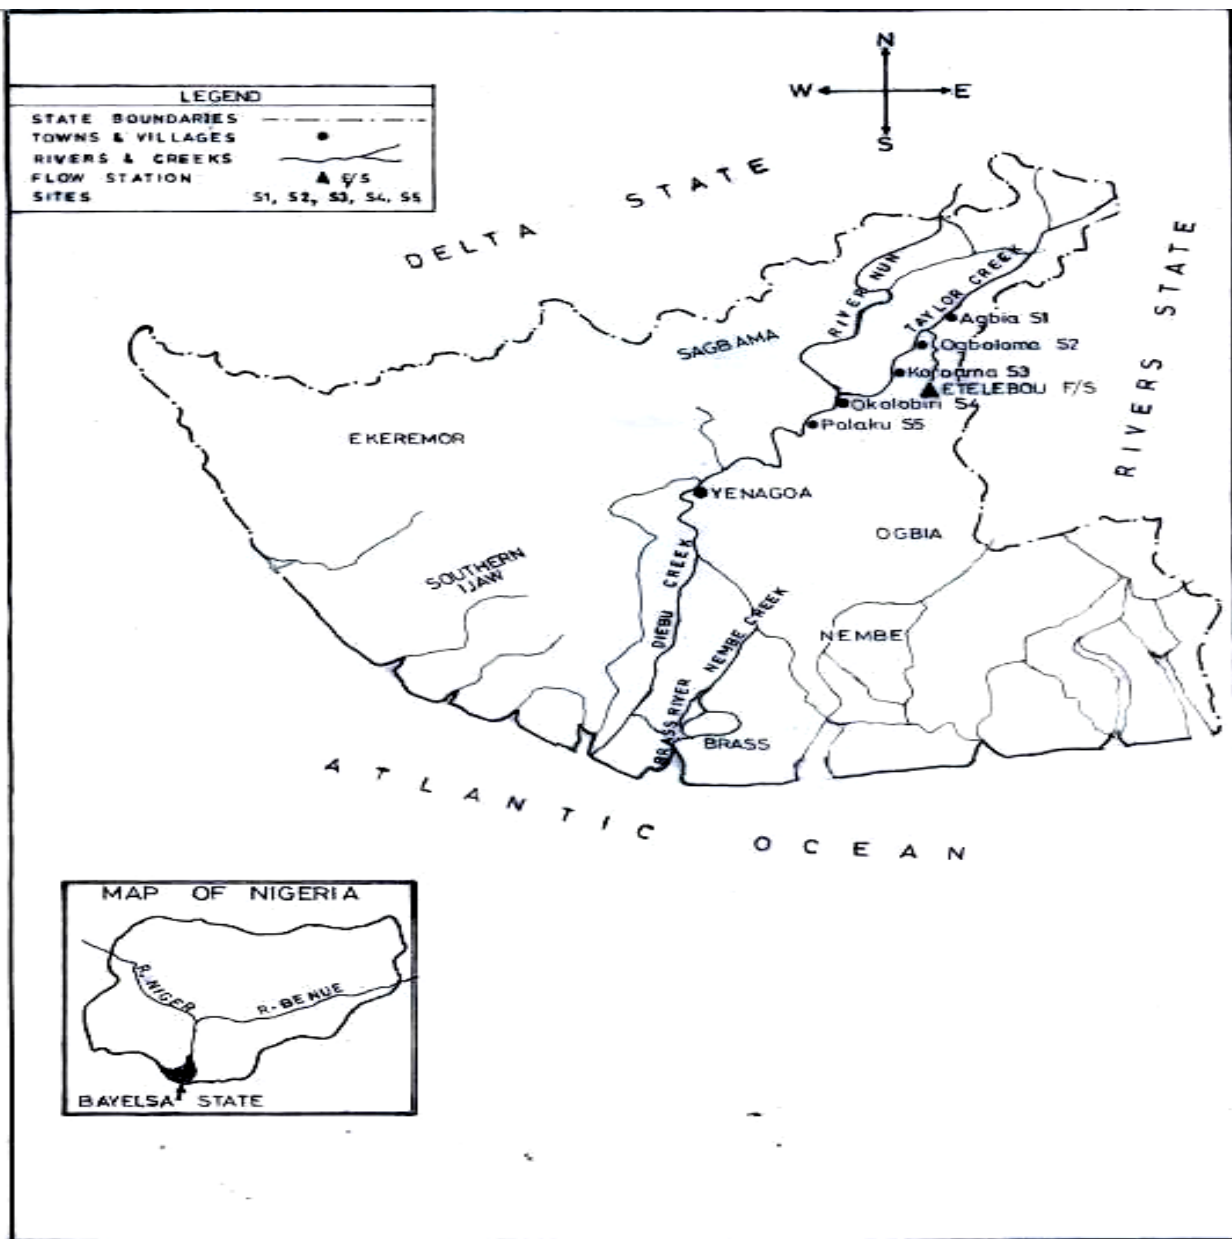 N
W E
S
LEGEND
STATE BOUNDARIES
TOWNS & VILLAGES
RIVERS & CREEKS
FLOW STATION F/S
SITES S1, S2, S3, S4, S5
DELTA STATE
RIVERS STATE
RIVER NUN
TAYLOR CREEK
SAGBAMA
Agbia S1
Ogboloma S2
Koroama S3
ETELEBOU F/S
Okolobiri S4
Polaku S5
EKEREMOR
YENAGOA
OGBIA
SOUTHERN
IJAW
DIEBU CREEK
NEMBE CREEK
NEMBE
BRASS RIVER
BRASS
ATLANTIC OCEAN
MAP OF NIGERIA
R. NIGER
R. BENUE
BAYELSA STATE